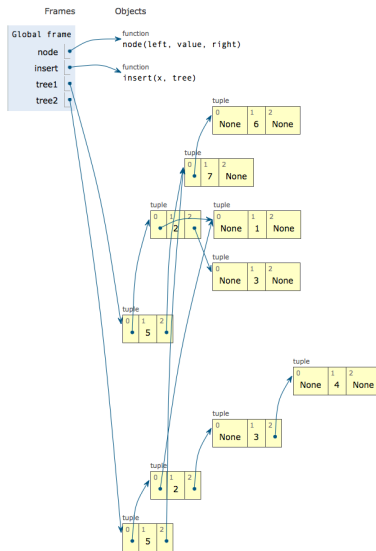 Frames Objects
Global frame
node
insert
tree1
tree2
function
node(left, value, right)
function
insert(x, tree)
tuple
0 1 2
None 6 None
tuple
0 1 2
7 None
tuple
0 1 2
2
tuple
0 1 2
None 1 None
tuple
0 1 2
None 3 None
tuple
0 1 2
5
tuple
0 1 2
None 4 None
tuple
0 1 2
None 3
tuple
0 1 2
2
tuple
0 1 2
5